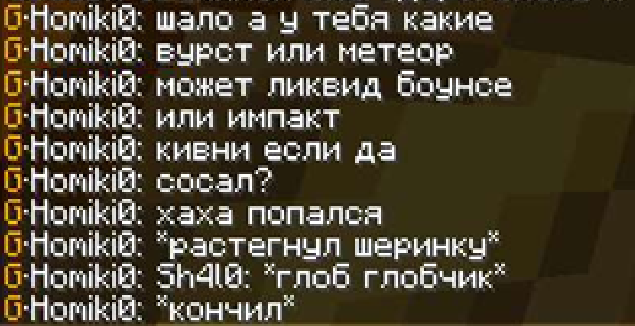 G·Homiki0: шало а у тебя какие
G·Homiki0: вурст или метеор
G·Homiki0: может ликвид боунсе
G·Homiki0: или импакт
G·Homiki0: кивни если да
G·Homiki0: сосал?
G·Homiki0: хаха попался
G·Homiki0: *растегнул шеринку*
G·Homiki0: Sh4l0: *глоб глобчик*
G·Homiki0: *кончил*